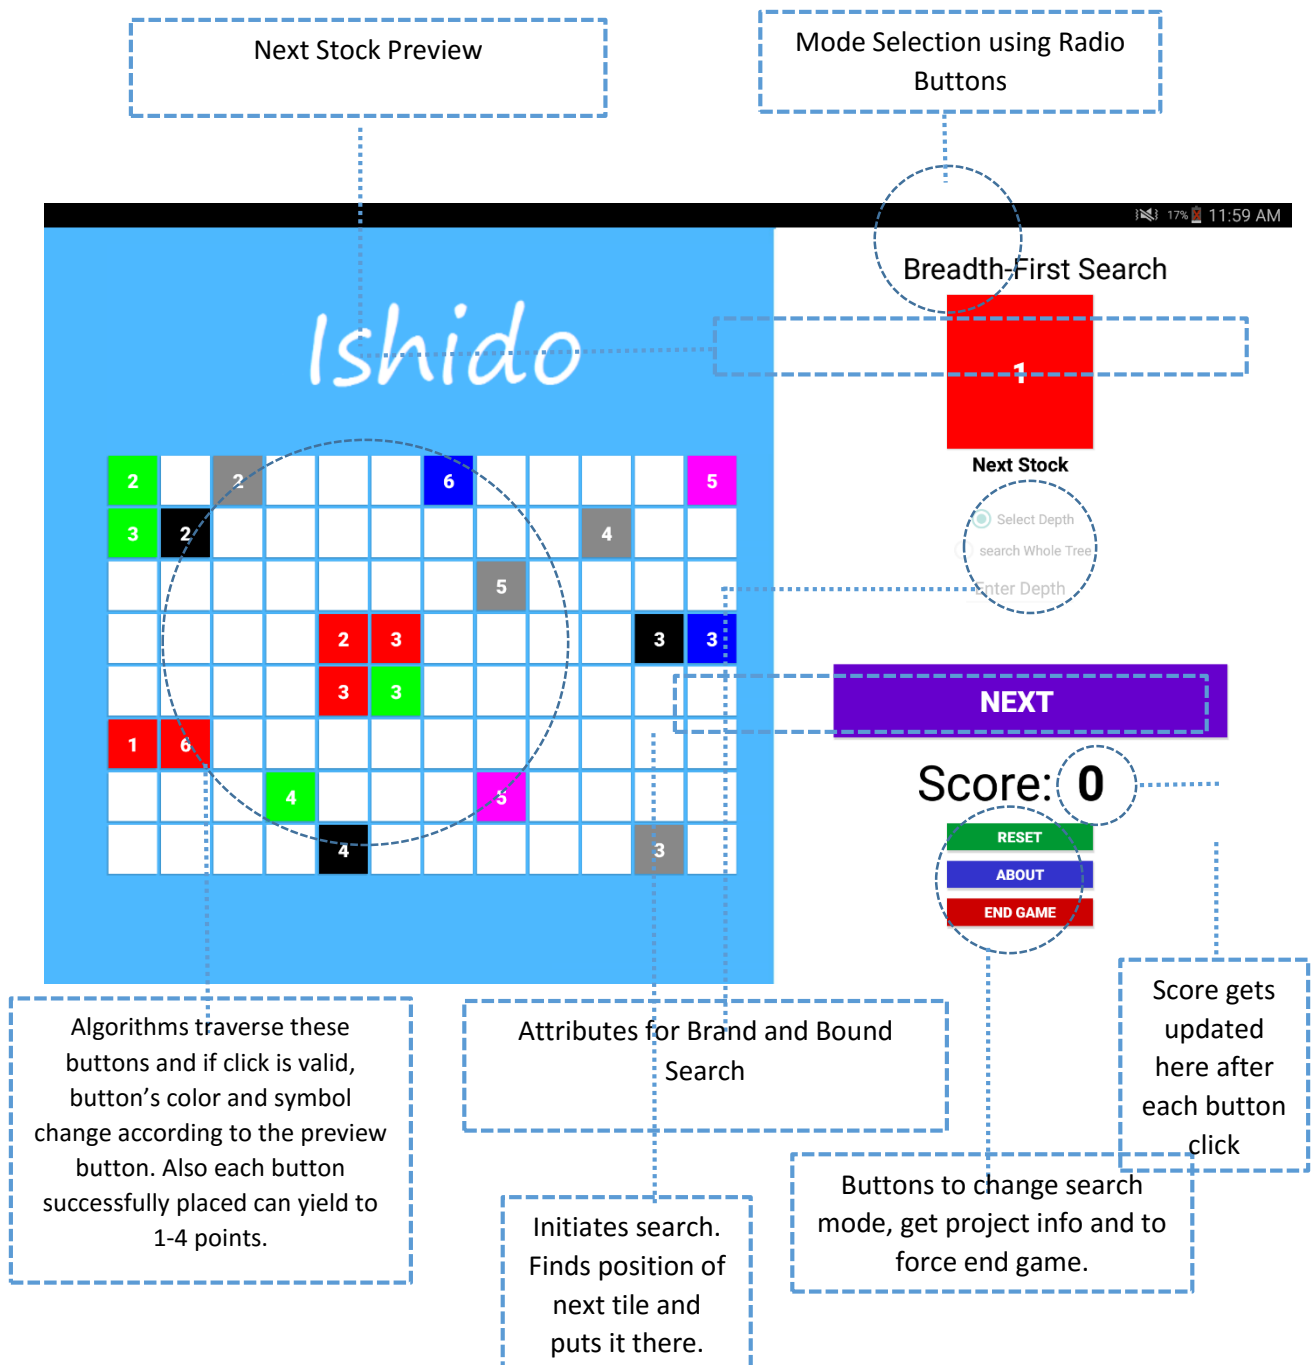 Next Stock Preview
Mode Selection using Radio
Buttons
17% 11:59 AM
Breadth-First Search
Ishido
1
Next Stock
2 2 6 5
3 2 4
5
2 3 3 3
3 3
1 6
4 5
4 3
Select Depth
search Whole Tree
Enter Depth
NEXT
Score: 0
RESET
ABOUT
END GAME
Algorithms traverse these
buttons and if click is valid,
button’s color and symbol
change according to the preview
button. Also each button
successfully placed can yield to
1-4 points.
Attributes for Brand and Bound
Search
Score gets
updated
here after
each button
click
Initiates search.
Finds position of
next tile and
puts it there.
Buttons to change search
mode, get project info and to
force end game.